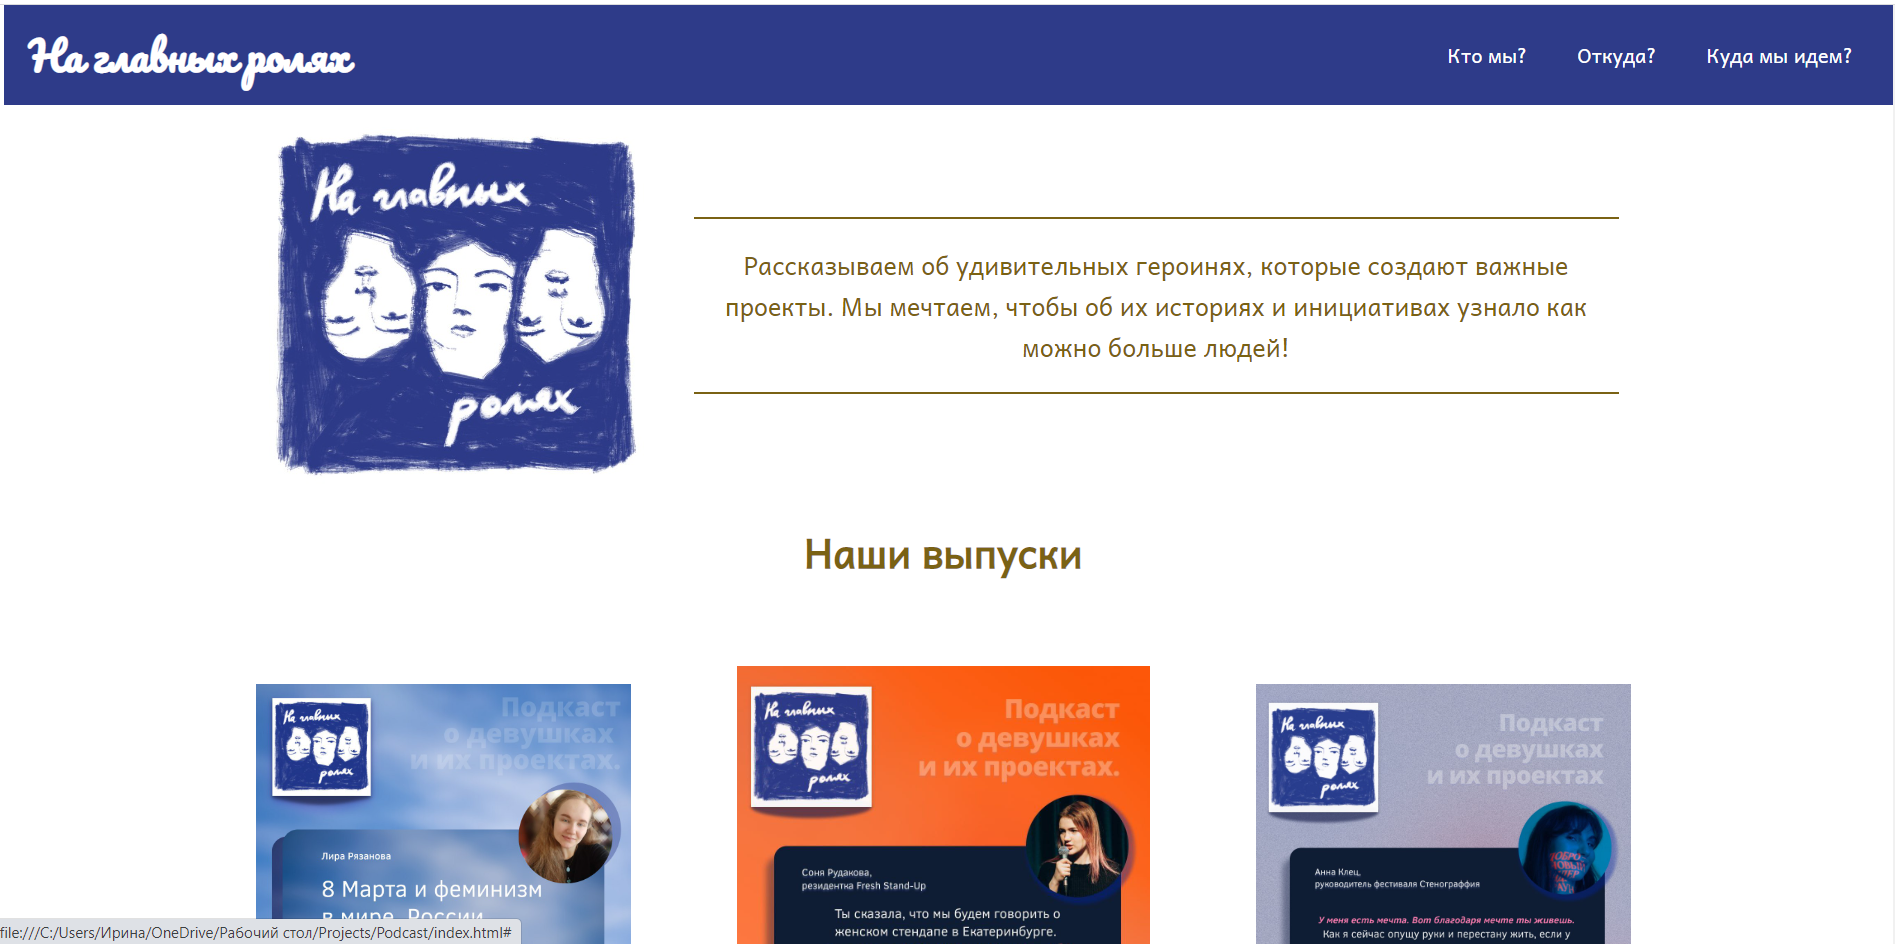 На главных ролях
Кто мы?
Откуда?
Куда мы идем?
На главных
ролях
Рассказываем об удивительных героинях, которые создают важные
проекты. Мы мечтаем, чтобы об их историях и инициативах узнало как
можно больше людей!
Наши выпуски
На главных
ролях
Подкаст
о девушках
и их проектах.
Лира Рязанова
8 Марта и феминизм
в мире, России
На главных
ролях
Подкаст
о девушках
и их проектах.
Соня Рудакова,
резидентка Fresh Stand-Up
Ты сказала, что мы будем говорить о
женском стендапе в Екатеринбурге.
На главных
ролях
Подкаст
о девушках
и их проектах
Анна Клец,
руководитель фестиваля Стенограффия
У меня есть мечта. Вот благодаря мечте ты живешь.
Как я сейчас опущу руки и перестану жить, если у
file:///C:/Users/Ирина/OneDrive/Рабочий стол/Projects/Podcast/index.html#